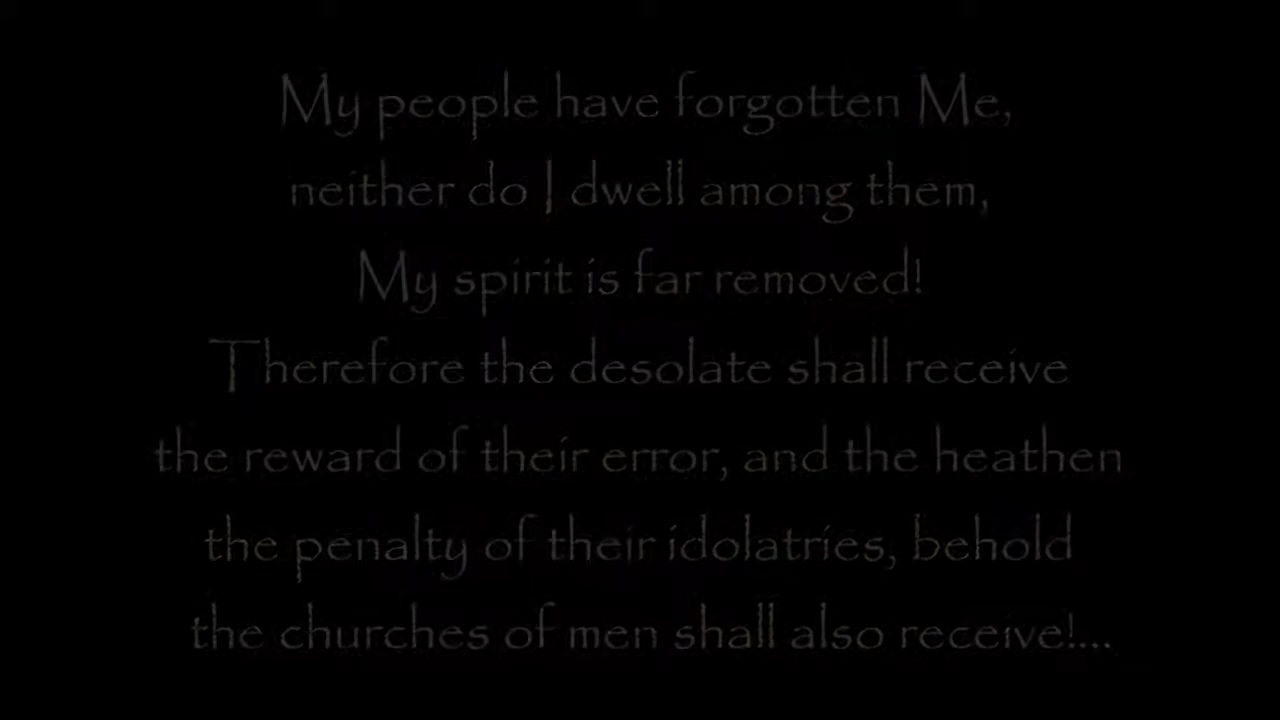 My people have forgotten Me,
neither do I dwell among them,
My spirit is far removed!
Therefore the desolate shall receive
the reward of their error, and the heathen
the penalty of their idolatries, behold
the churches of men shall also receive!...